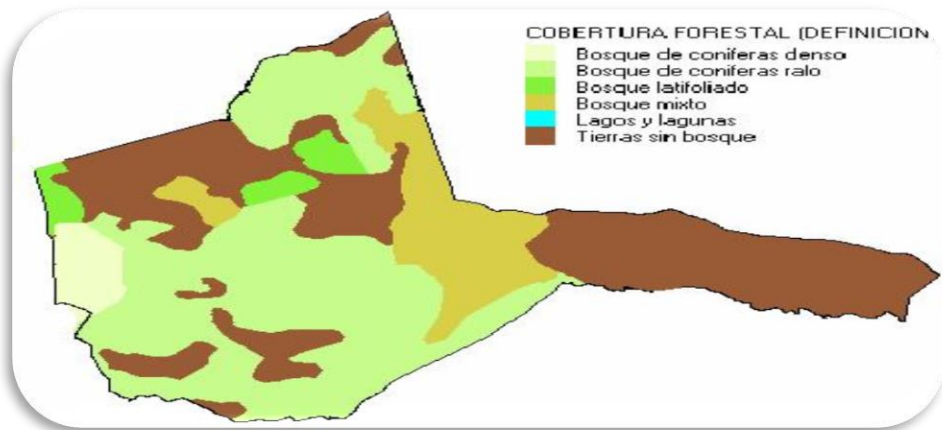 COBERTURA FORESTAL (DEFINICION
Bosque de coniferas denso
Bosque de coniferas ralo
Bosque latifoliado
Bosque mixto
Lagos y lagunas
Tierras sin bosque